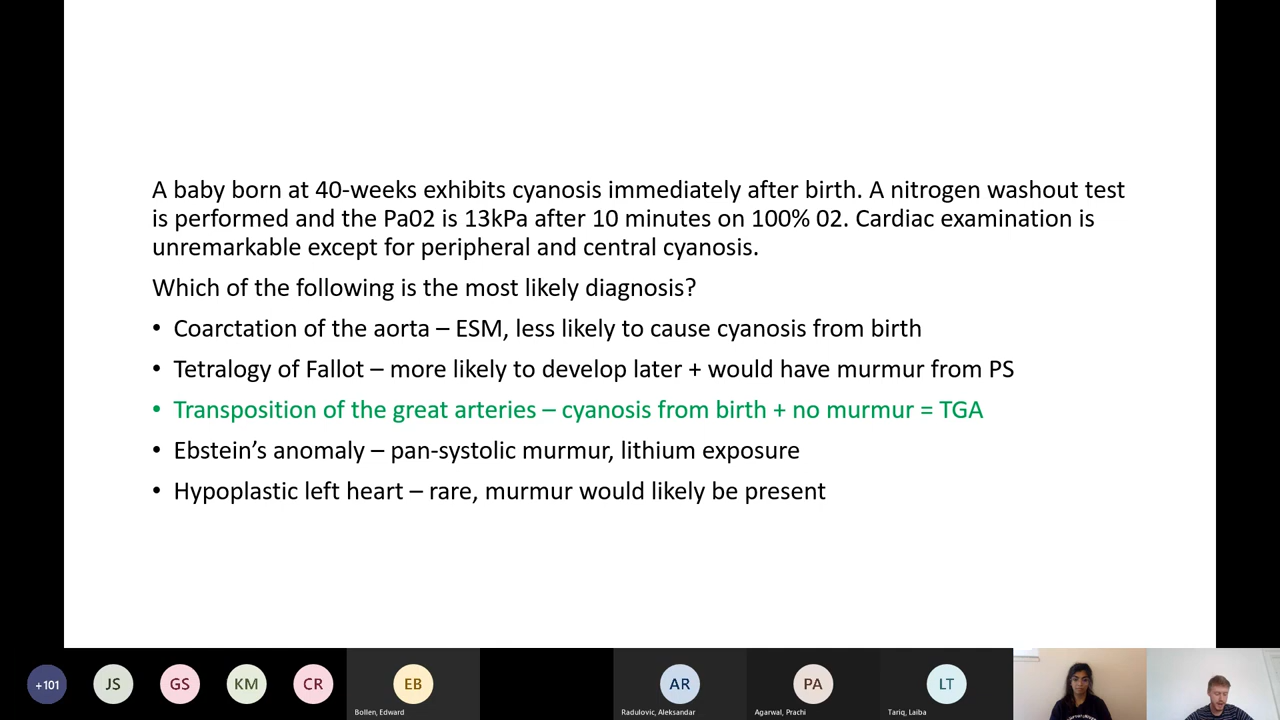 A baby born at 40-weeks exhibits cyanosis immediately after birth. A nitrogen washout test
is performed and the Pa02 is 13kPa after 10 minutes on 100% 02. Cardiac examination is
unremarkable except for peripheral and central cyanosis.
Which of the following is the most likely diagnosis?
• Coarctation of the aorta – ESM, less likely to cause cyanosis from birth
• Tetralogy of Fallot – more likely to develop later + would have murmur from PS
• Transposition of the great arteries – cyanosis from birth + no murmur = TGA
• Ebstein’s anomaly – pan-systolic murmur, lithium exposure
• Hypoplastic left heart – rare, murmur would likely be present
+101 JS GS KM CR EB AR PA LT
Bollen, Edward Radulovic, Aleksandar Agarwal, Prachi Tariq, Laiba